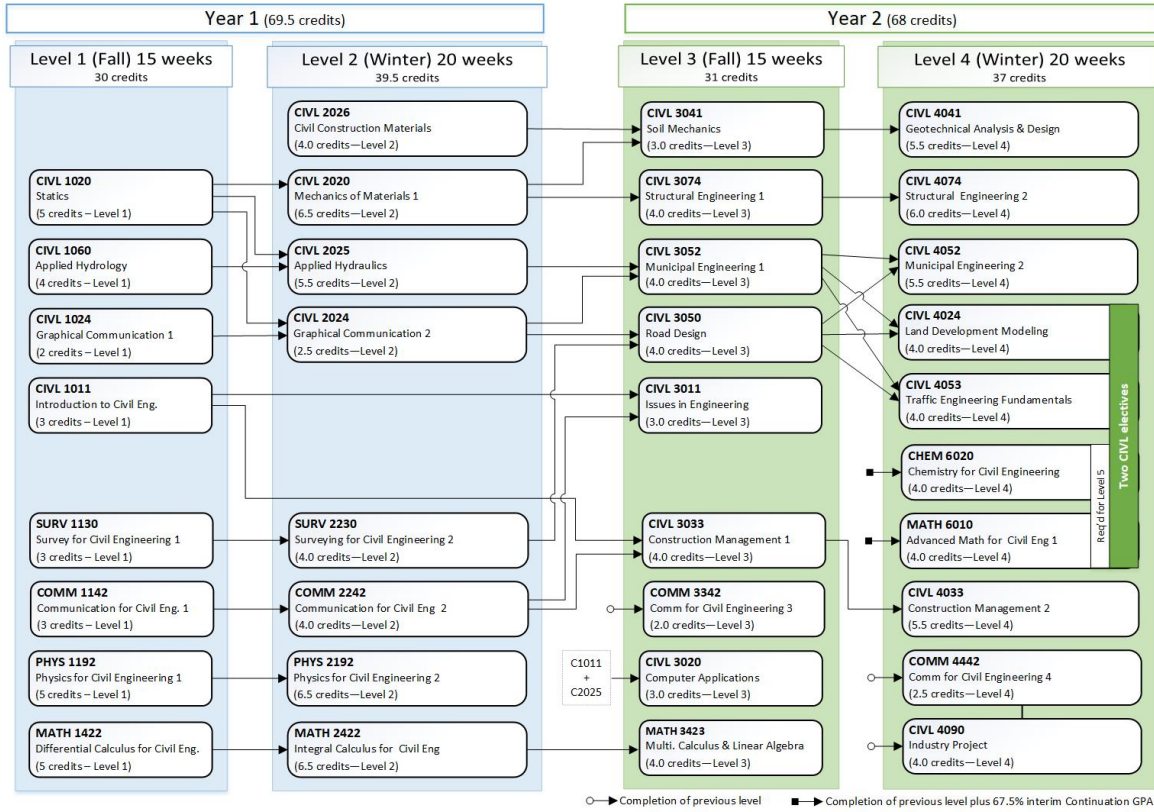 Year 1 (69.5 credits)
Year 2 (68 credits)
Level 1 (Fall) 15 weeks
30 credits
Level 2 (Winter) 20 weeks
39.5 credits
Level 3 (Fall) 15 weeks
31 credits
Level 4 (Winter) 20 weeks
37 credits
CIVL 1020
Statics
(5 credits – Level 1)
CIVL 1060
Applied Hydrology
(4 credits – Level 1)
CIVL 1024
Graphical Communication 1
(2 credits – Level 1)
CIVL 1011
Introduction to Civil Eng.
(3 credits – Level 1)
SURV 1130
Survey for Civil Engineering 1
(3 credits – Level 1)
COMM 1142
Communication for Civil Eng. 1
(3 credits – Level 1)
PHYS 1192
Physics for Civil Engineering 1
(5 credits – Level 1)
MATH 1422
Differential Calculus for Civil Eng.
(5 credits – Level 1)
CIVL 2026
Civil Construction Materials
(4.0 credits—Level 2)
CIVL 2020
Mechanics of Materials 1
(6.5 credits—Level 2)
CIVL 2025
Applied Hydraulics
(5.5 credits—Level 2)
CIVL 2024
Graphical Communication 2
(2.5 credits—Level 2)
SURV 2230
Surveying for Civil Engineering 2
(4.0 credits—Level 2)
COMM 2242
Communication for Civil Eng 2
(4.0 credits—Level 2)
PHYS 2192
Physics for Civil Engineering 2
(6.5 credits—Level 2)
MATH 2422
Integral Calculus for Civil Eng
(6.5 credits—Level 2)
CIVL 3041
Soil Mechanics
(3.0 credits—Level 3)
CIVL 3074
Structural Engineering 1
(4.0 credits—Level 3)
CIVL 3052
Municipal Engineering 1
(4.0 credits—Level 3)
CIVL 3050
Road Design
(4.0 credits—Level 3)
CIVL 3011
Issues in Engineering
(3.0 credits—Level 3)
CIVL 3033
Construction Management 1
(4.0 credits—Level 3)
COMM 3342
Comm for Civil Engineering 3
(2.0 credits—Level 3)
C1011
+
C2025
CIVL 3020
Computer Applications
(3.0 credits—Level 3)
MATH 3423
Multi. Calculus & Linear Algebra
(4.0 credits—Level 3)
CIVL 4041
Geotechnical Analysis & Design
(5.5 credits—Level 4)
CIVL 4074
Structural Engineering 2
(6.0 credits—Level 4)
CIVL 4052
Municipal Engineering 2
(5.5 credits—Level 4)
CIVL 4024
Land Development Modeling
(4.0 credits—Level 4)
CIVL 4053
Traffic Engineering Fundamentals
(4.0 credits—Level 4)
CHEM 6020
Chemistry for Civil Engineering
(4.0 credits—Level 4)
MATH 6010
Advanced Math for Civil Eng 1
(4.0 credits—Level 4)
Req'd for Level 5
Two CIVL electives
CIVL 4033
Construction Management 2
(5.5 credits—Level 4)
COMM 4442
Comm for Civil Engineering 4
(2.5 credits—Level 4)
CIVL 4090
Industry Project
(4.0 credits—Level 4)
Completion of previous level
Completion of previous level plus 67.5% interim Continuation GPA